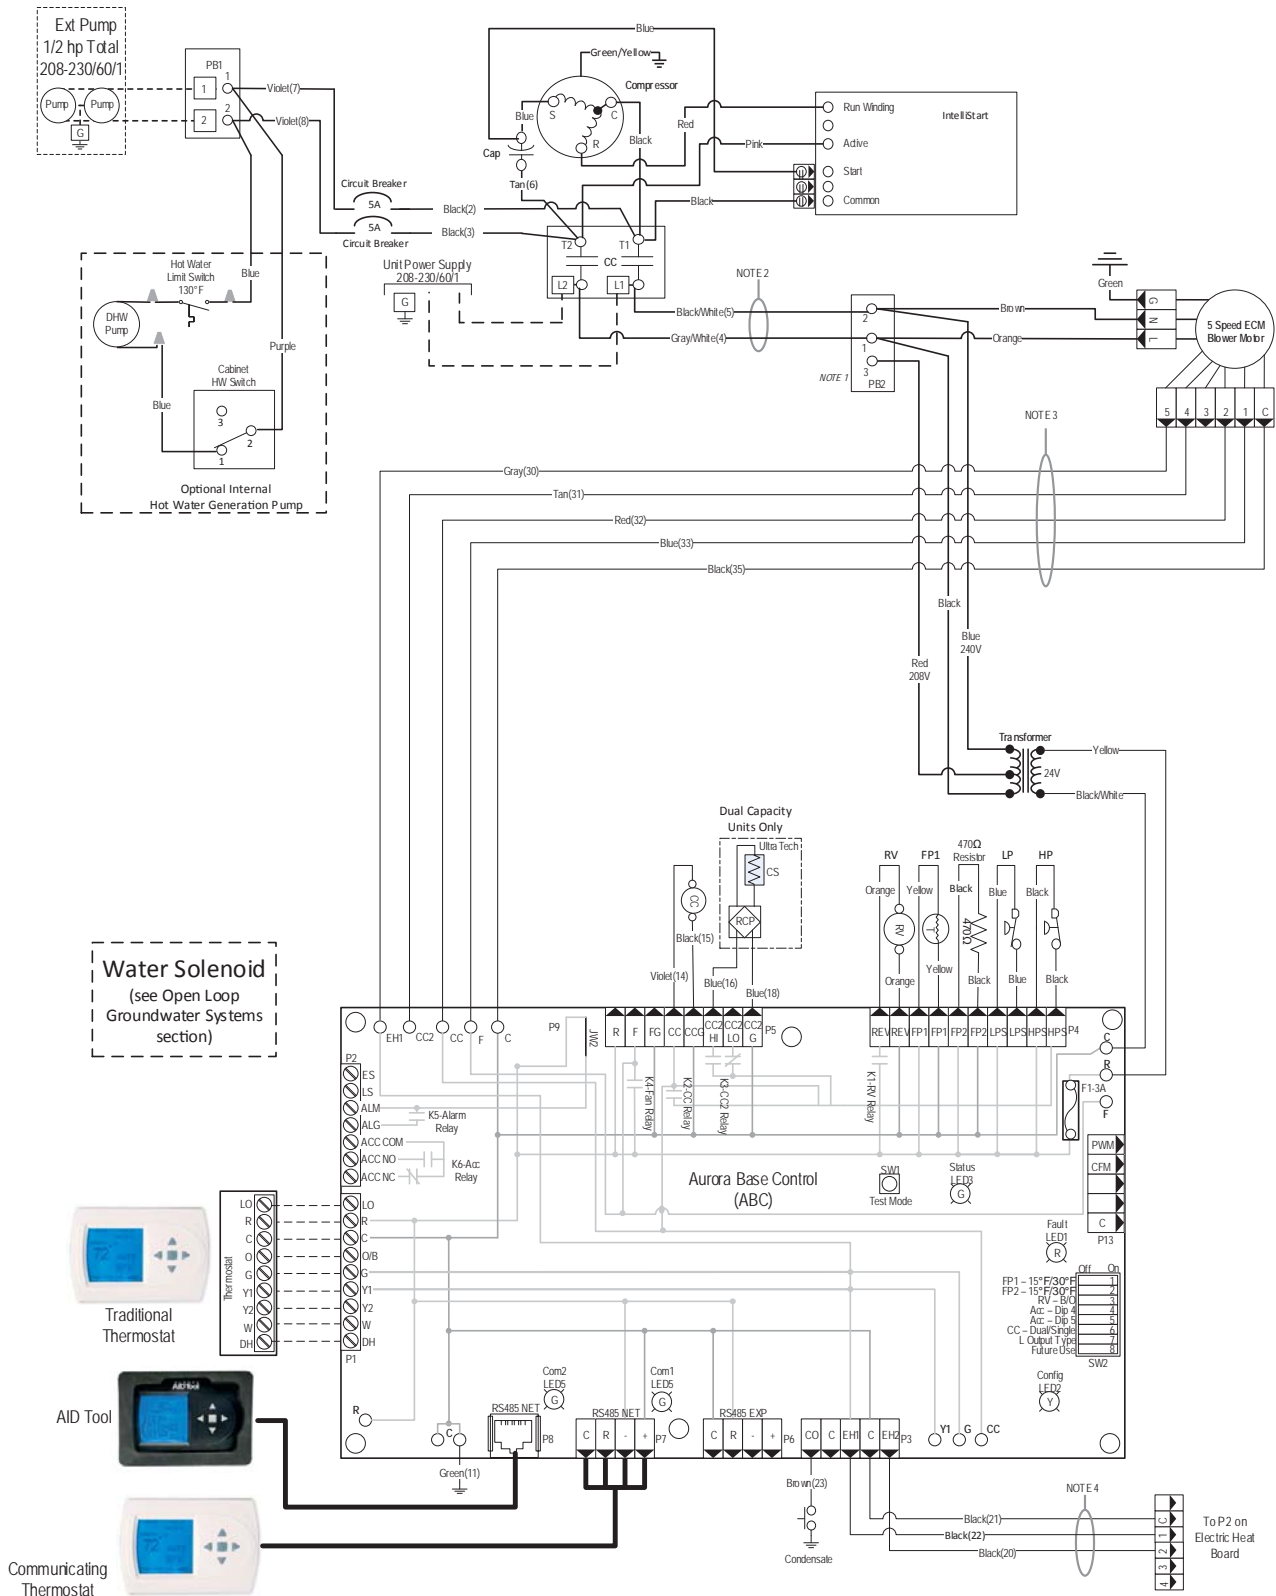 Ext Pump
1/2 hp Total
208-230/60/1
Pump
Pump
G
PB1
1
1
2
2
Violet(7)
Violet(8)
Circuit Breaker
5A
5A
Circuit Breaker
Black(2)
Black(3)
Blue
Green/Yellow
Compressor
S
C
R
Blue
Cap
Tan(6)
Black
Red
Pink
Black
Run Winding
IntelliStart
Active
Start
Common
T2
T1
CC
L2
L1
Unit Power Supply
208-230/60/1
G
Hot Water
Limit Switch
130°F
DHW
Pump
Blue
Purple
Cabinet
HW Switch
3
2
1
Blue
Optional Internal
Hot Water Generation Pump
NOTE 2
Black/White(5)
Gray/White(4)
2
1
3
PB2
NOTE 1
Green
Brown
Orange
G
N
L
5 Speed ECM
Blower Motor
5
4
3
2
1
C
NOTE 3
Gray(30)
Tan(31)
Red(32)
Blue(33)
Black(35)
Black
Blue
240V
Red
208V
Transformer
24V
Yellow
Black/White
Dual Capacity
Units Only
Ultra Tech
CS
RCP
CC
Black(15)
Violet(14)
Blue(16)
Blue(18)
RV
FP1
470Ω
Resistor
LP
HP
Orange
Yellow
Black
Blue
Black
RV
T
470Ω
Orange
Yellow
Black
Blue
Black
Water Solenoid
(see Open Loop
Groundwater Systems
section)
EH1
CC2
CC
F
C
P9
JW2
R
F
FG
CC
CCG
CC2
HI
CC2
LO
CC2
G
P5
REV
REV
FP1
FP1
FP2
FP2
LPS
LPS
HPS
HPS
P4
C
R
F1-3A
F
P2
ES
LS
ALM
ALG
ACC COM
ACC NO
ACC NC
K5-Alarm
Relay
K6-Acc
Relay
K4-Fan Relay
K2-CC Relay
K3-CC2 Relay
K1-RV Relay
Aurora Base Control
(ABC)
SW1
Test Mode
Status
LED3
G
PWM
CFM
C
P13
Fault
LED1
R
Off
On
FP1 – 15°F/30°F
FP2 – 15°F/30°F
RV – B/O
Acc – Dip 4
Acc – Dip 5
CC – Dual/Single
L Output Type
Future Use
1
2
3
4
5
6
7
8
SW2
Config
LED2
Y
Thermostat
LO
R
C
O
G
Y1
Y2
W
DH
LO
R
C
O/B
G
Y1
Y2
W
DH
P1
72°
Traditional
Thermostat
AID Tool
Communicating
Thermostat
72°
R
C
Green(11)
RS485 NET
P8
Com2
LED5
G
RS485 NET
C
R
-
+
P7
Com1
LED5
G
RS485 EXP
C
R
-
+
P6
CO
C
EH1
C
EH2
P3
Y1
G
CC
Brown(23)
Condensate
Black(21)
Black(22)
Black(20)
NOTE 4
C
1
2
3
4
To P2 on
Electric Heat
Board